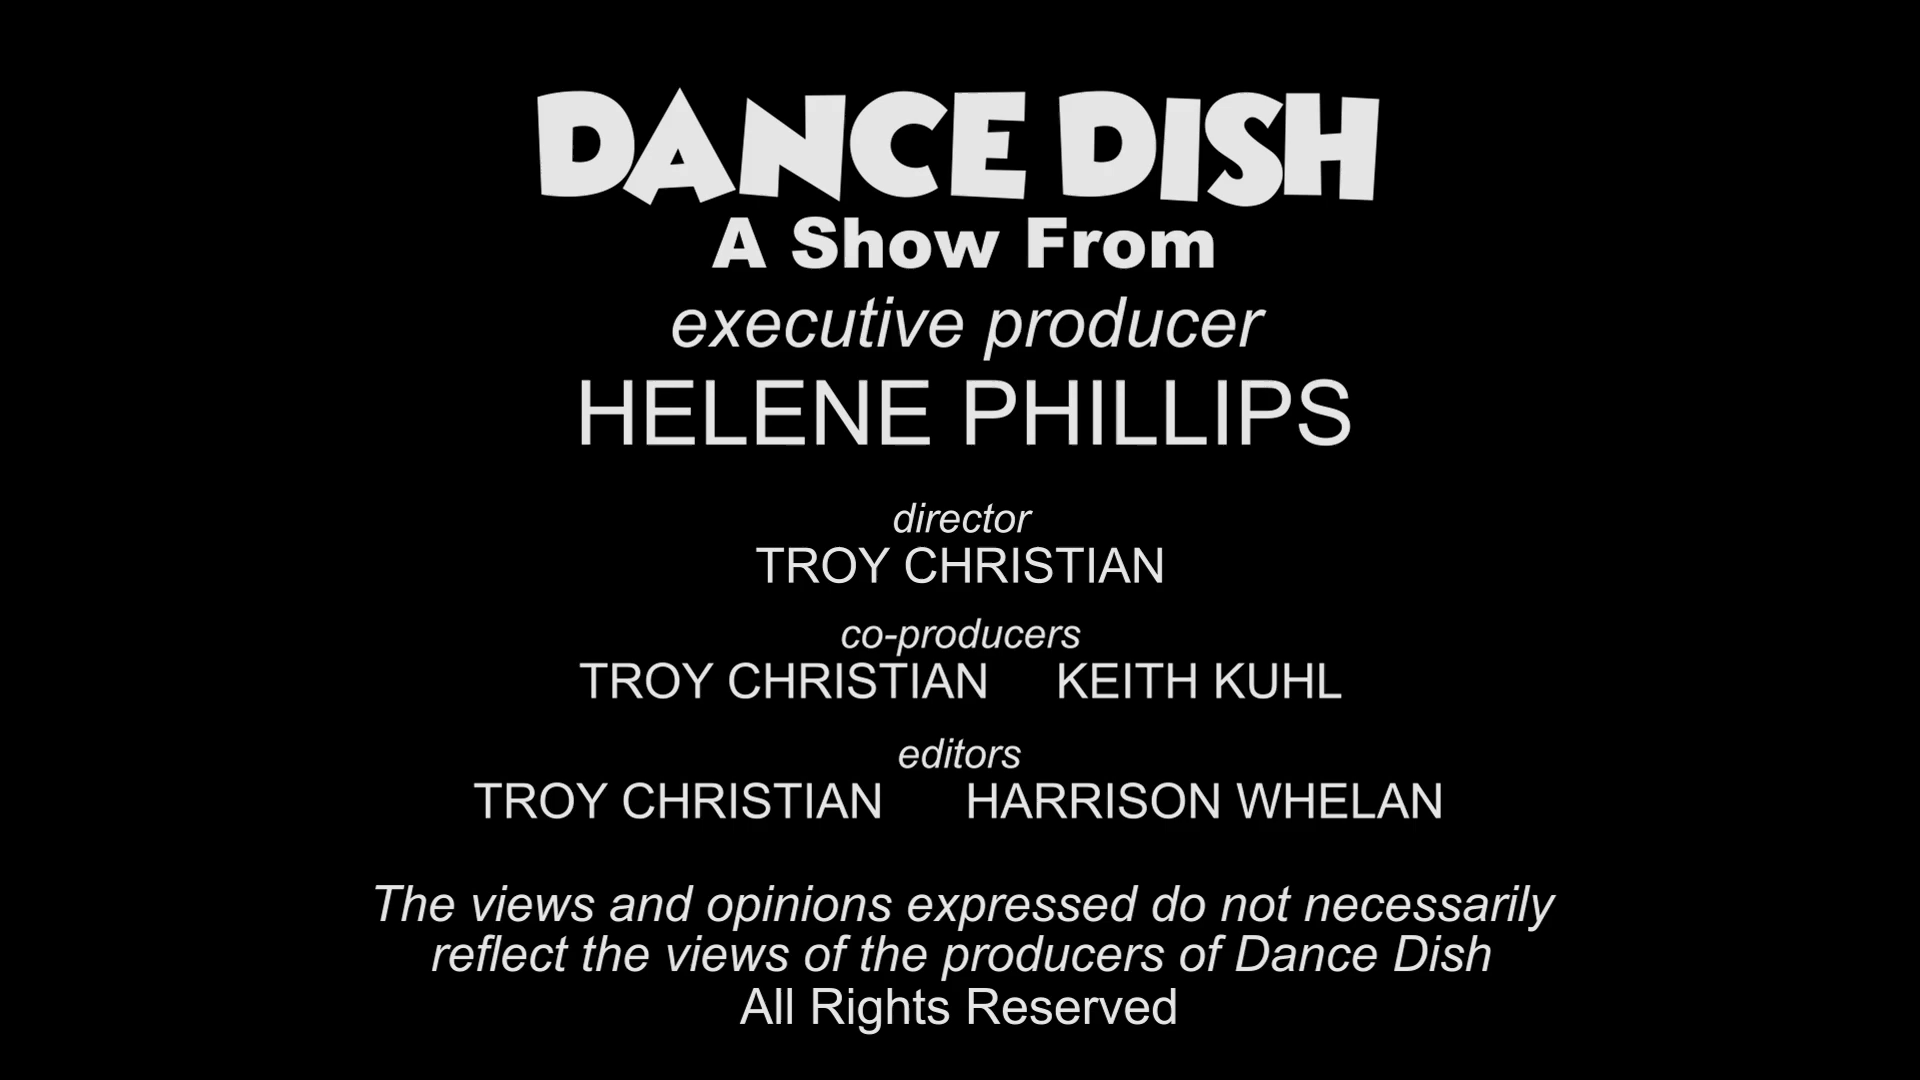 DANCE DISH
A Show From
executive producer
HELENE PHILLIPS
director
TROY CHRISTIAN
co-producers
TROY CHRISTIAN KEITH KUHL
editors
TROY CHRISTIAN HARRISON WHELAN
The views and opinions expressed do not necessarily
reflect the views of the producers of Dance Dish
All Rights Reserved